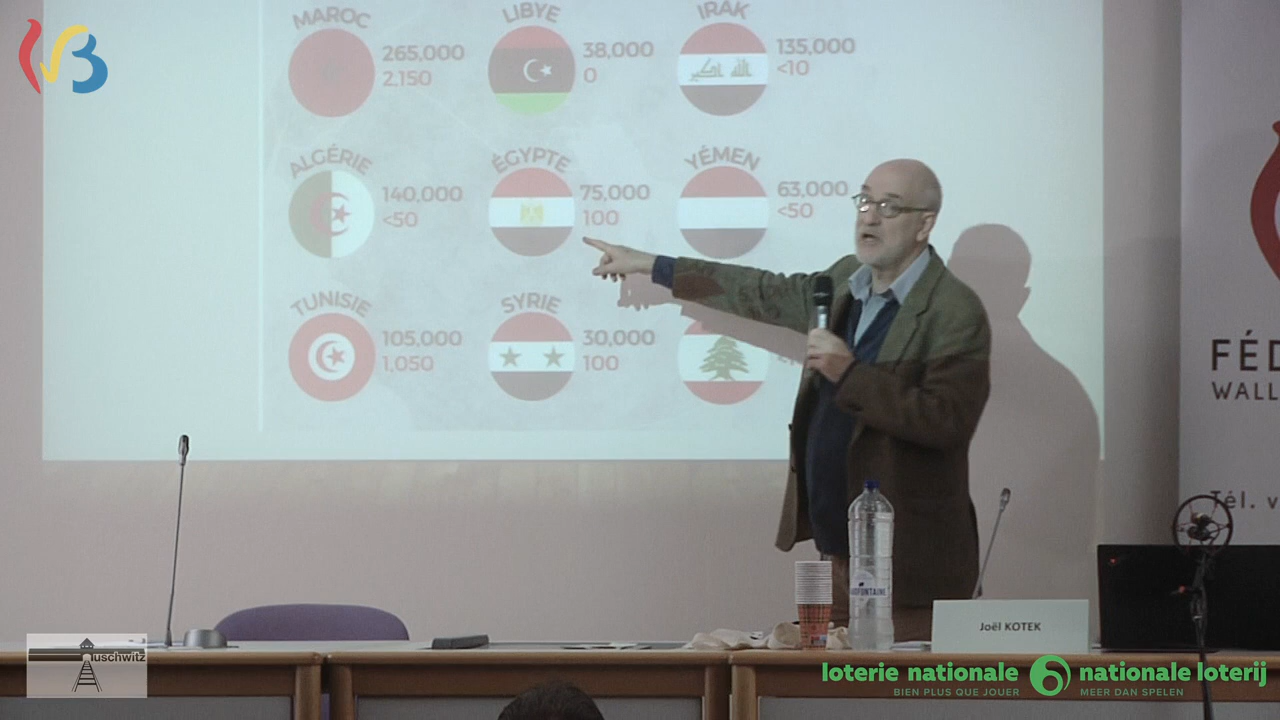 MAROC
265,000
2,150
LIBYE
38,000
0
IRAK
135,000
<10
ALGÉRIE
140,000
<50
ÉGYPTE
75,000
100
YÉMEN
63,000
<50
TUNISIE
105,000
1,050
SYRIE
30,000
100
FÉD
WALL
Tél. v
Joël KOTEK
uschwitz
loterie nationale
BIEN PLUS QUE JOUER
nationale loterij
MEER DAN SPELEN